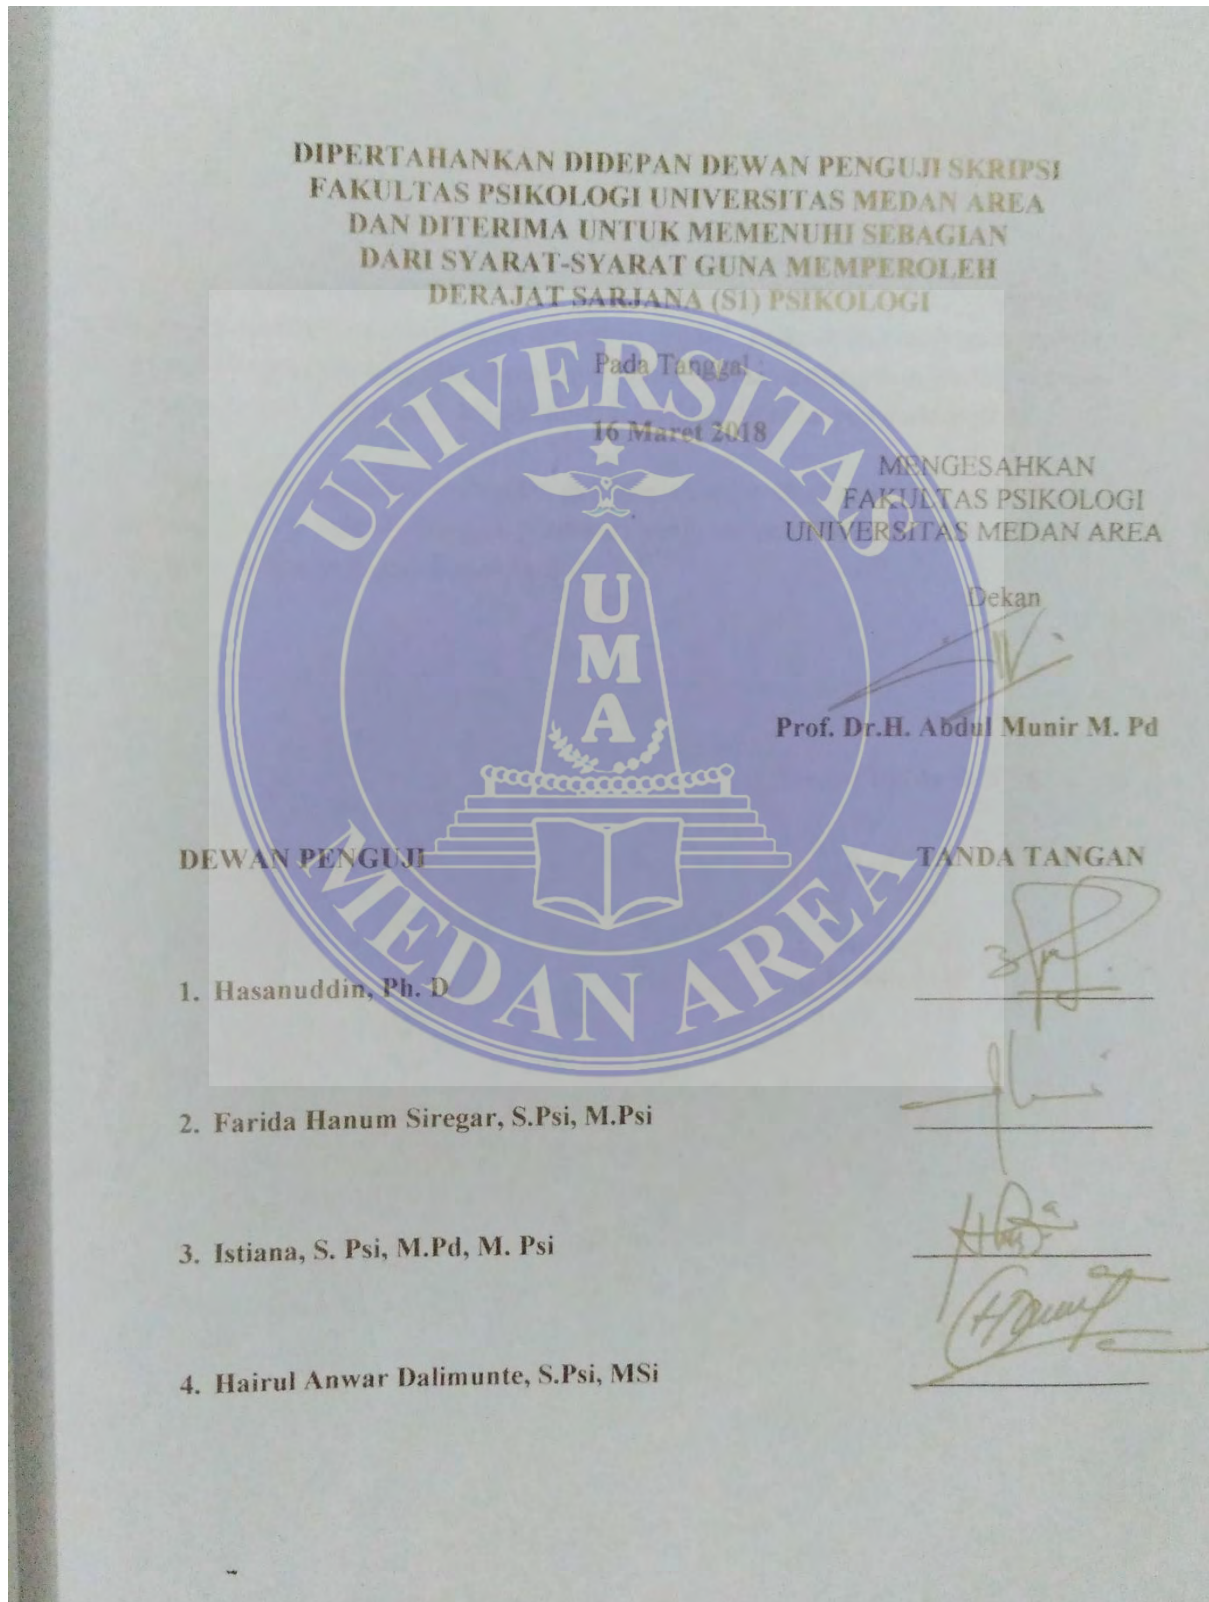 DIPERTAHANKAN DIDEPAN DEWAN PENGUJI SKRIPSI
FAKULTAS PSIKOLOGI UNIVERSITAS MEDAN AREA
DAN DITERIMA UNTUK MEMENUHI SEBAGIAN
DARI SYARAT-SYARAT GUNA MEMPEROLEH
DERAJAT SARJANA (S1) PSIKOLOGI
Pada Tanggal :
16 Maret 2018
MENGESAHKAN
FAKULTAS PSIKOLOGI
UNIVERSITAS MEDAN AREA
Dekan
Prof. Dr.H. Abdul Munir M. Pd
UNIVERSITAS
UMA
MEDAN AREA
DEWAN PENGUJI TANDA TANGAN
1. Hasanuddin, Ph. D
2. Farida Hanum Siregar, S.Psi, M.Psi
3. Istiana, S. Psi, M.Pd, M. Psi
4. Hairul Anwar Dalimunte, S.Psi, MSi